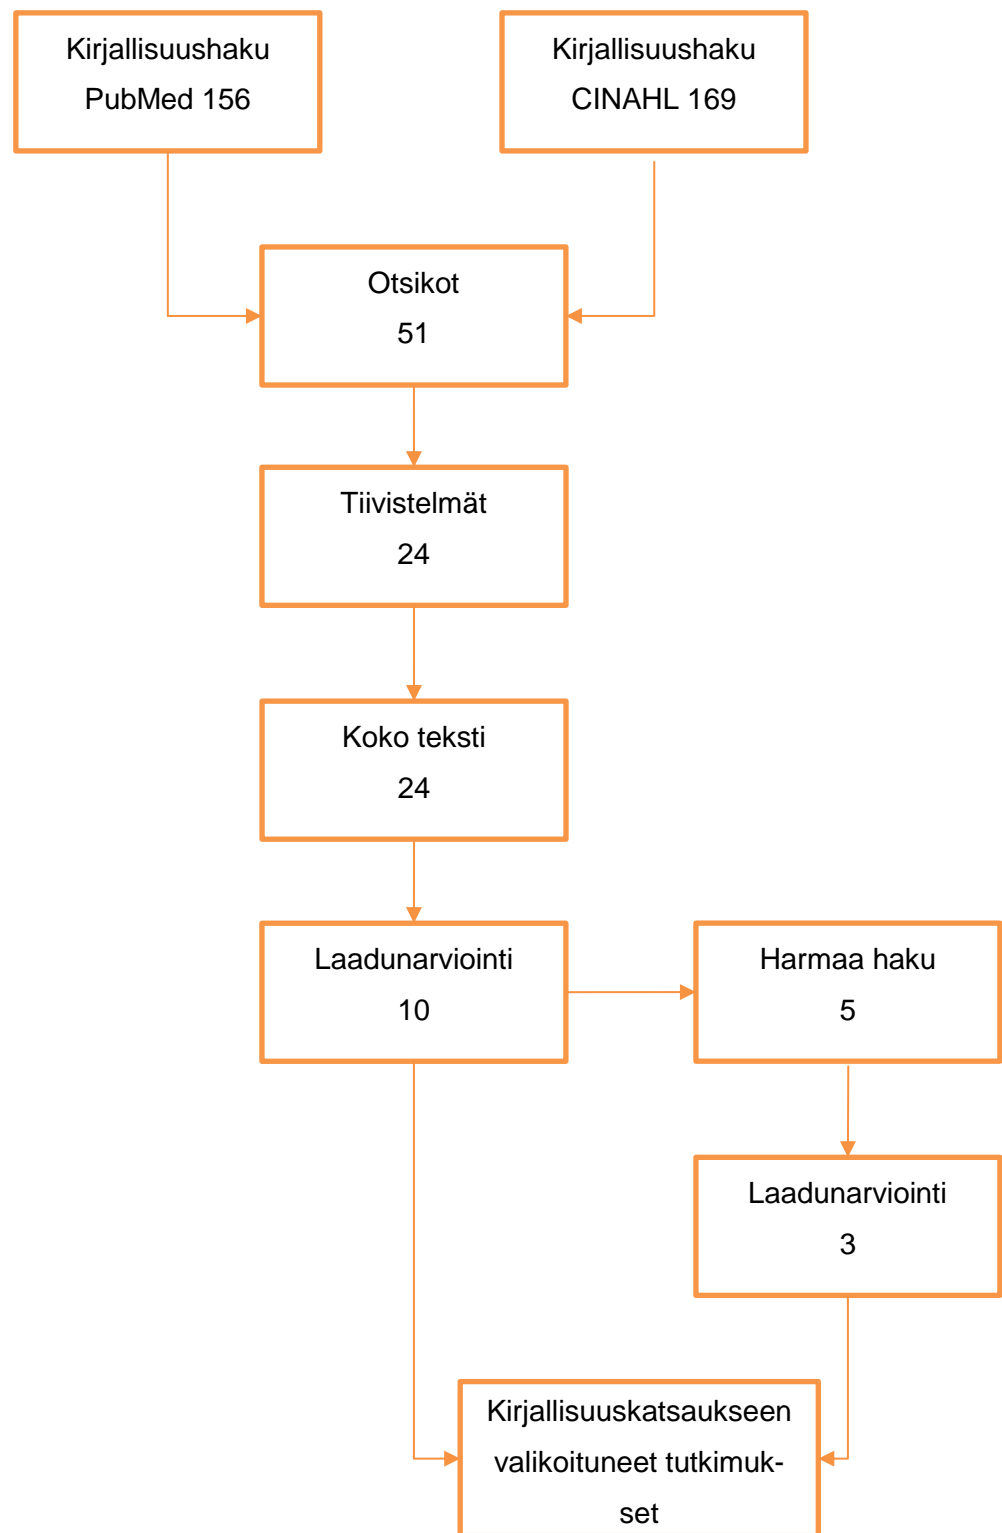 Kirjallisuushaku
PubMed 156
Kirjallisuushaku
CINAHL 169
Otsikot
51
Tiivistelmät
24
Koko teksti
24
Laadunarviointi
10
Harmaa haku
5
Laadunarviointi
3
Kirjallisuuskatsaukseen
valikoituneet tutkimuk-
set